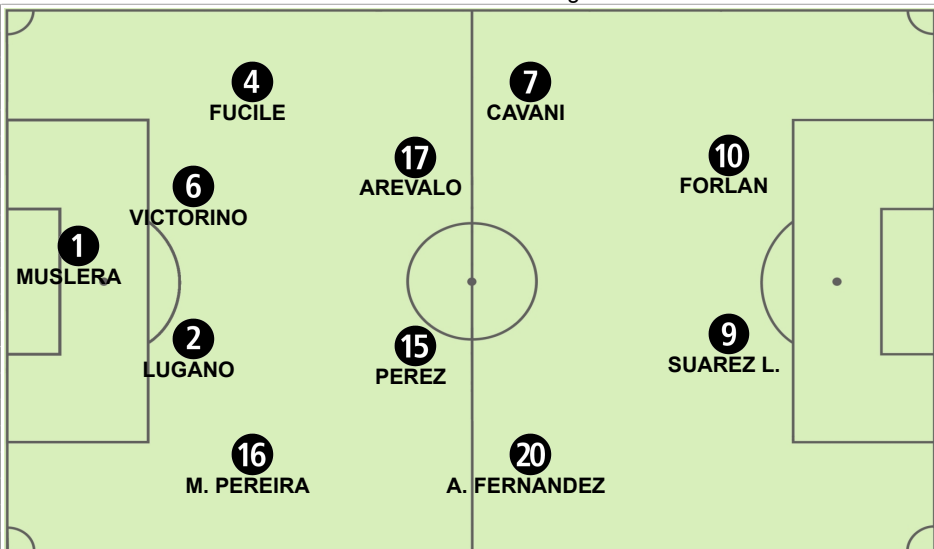 4
FUCILE
7
CAVANI
17
AREVALO
10
FORLAN
6
VICTORINO
1
MUSLERA
2
LUGANO
15
PEREZ
9
SUAREZ L.
16
M. PEREIRA
20
A. FERNANDEZ